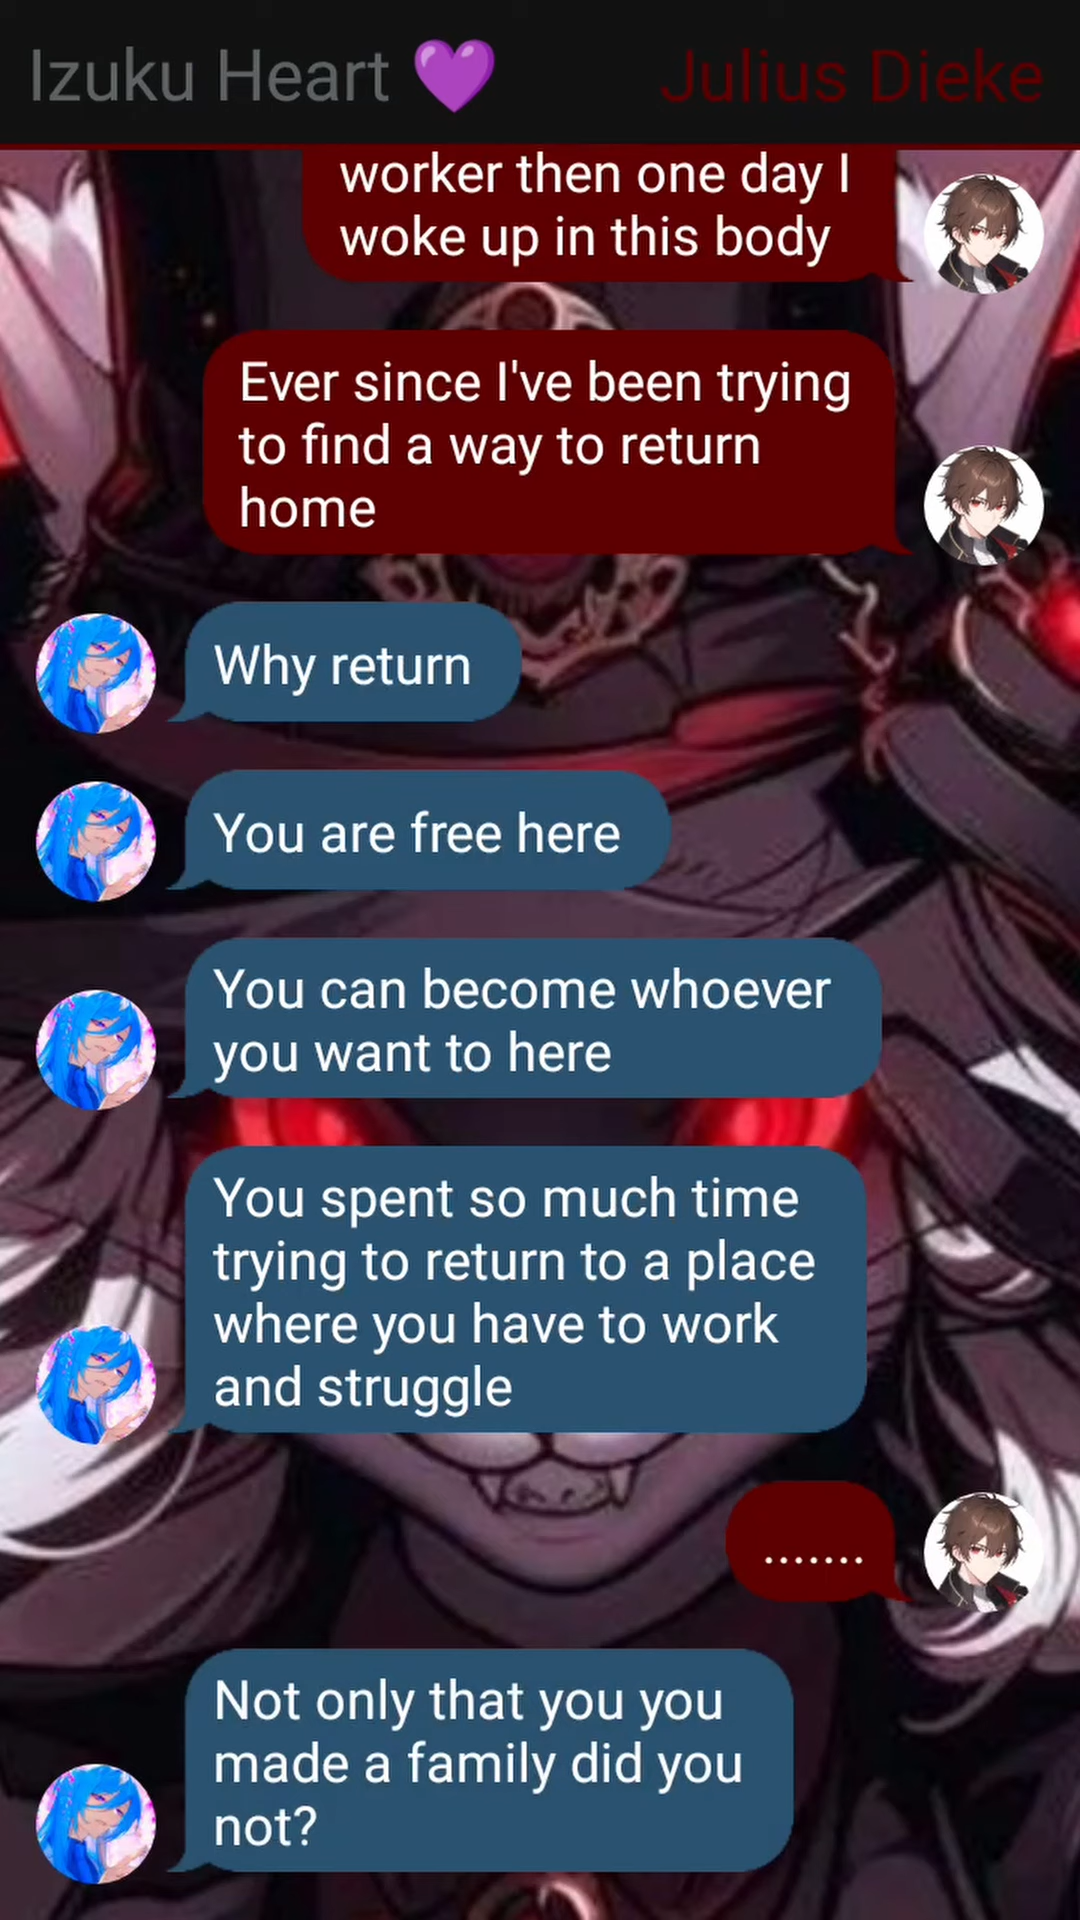 Izuku Heart 💜 Julius Dieke
worker then one day I
woke up in this body
Ever since I've been trying
to find a way to return
home
Why return
You are free here
You can become whoever
you want to here
You spent so much time
trying to return to a place
where you have to work
and struggle
.......
Not only that you you
made a family did you
not?